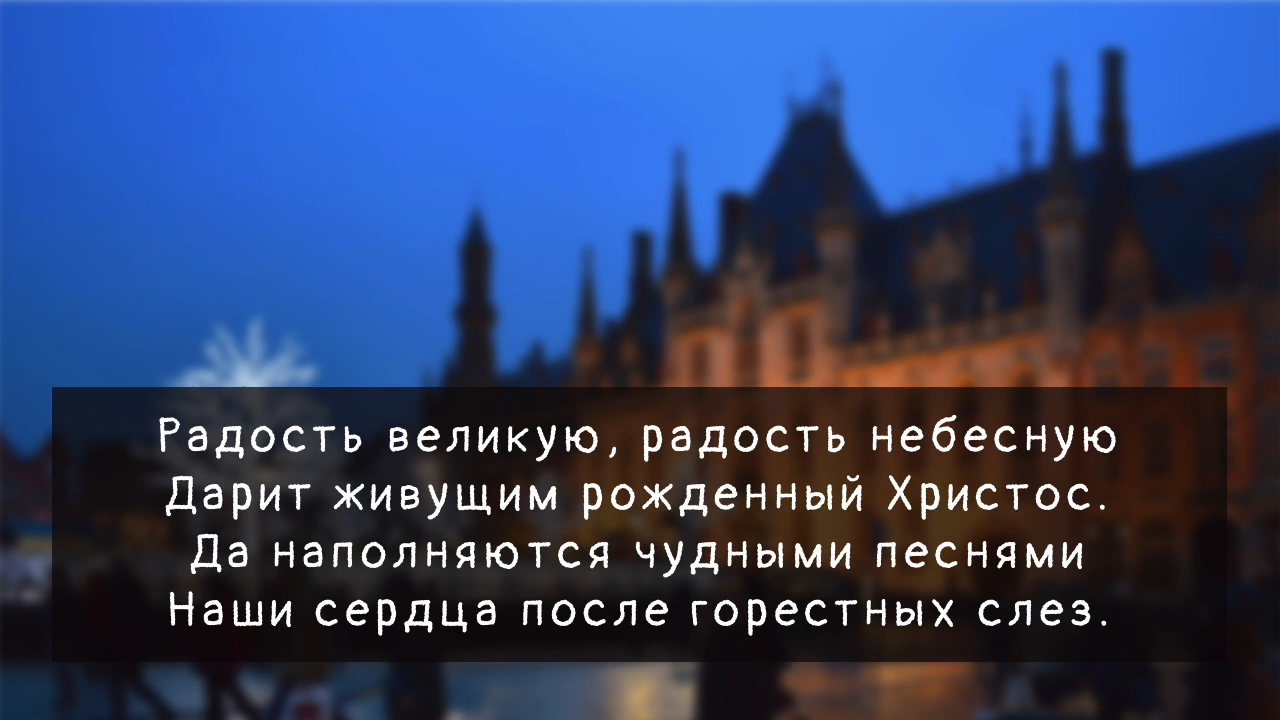 Радость великую, радость небесную
Дарит живущим рожденный Христос.
Да наполняются чудными песнями
Наши сердца после горестных слез.